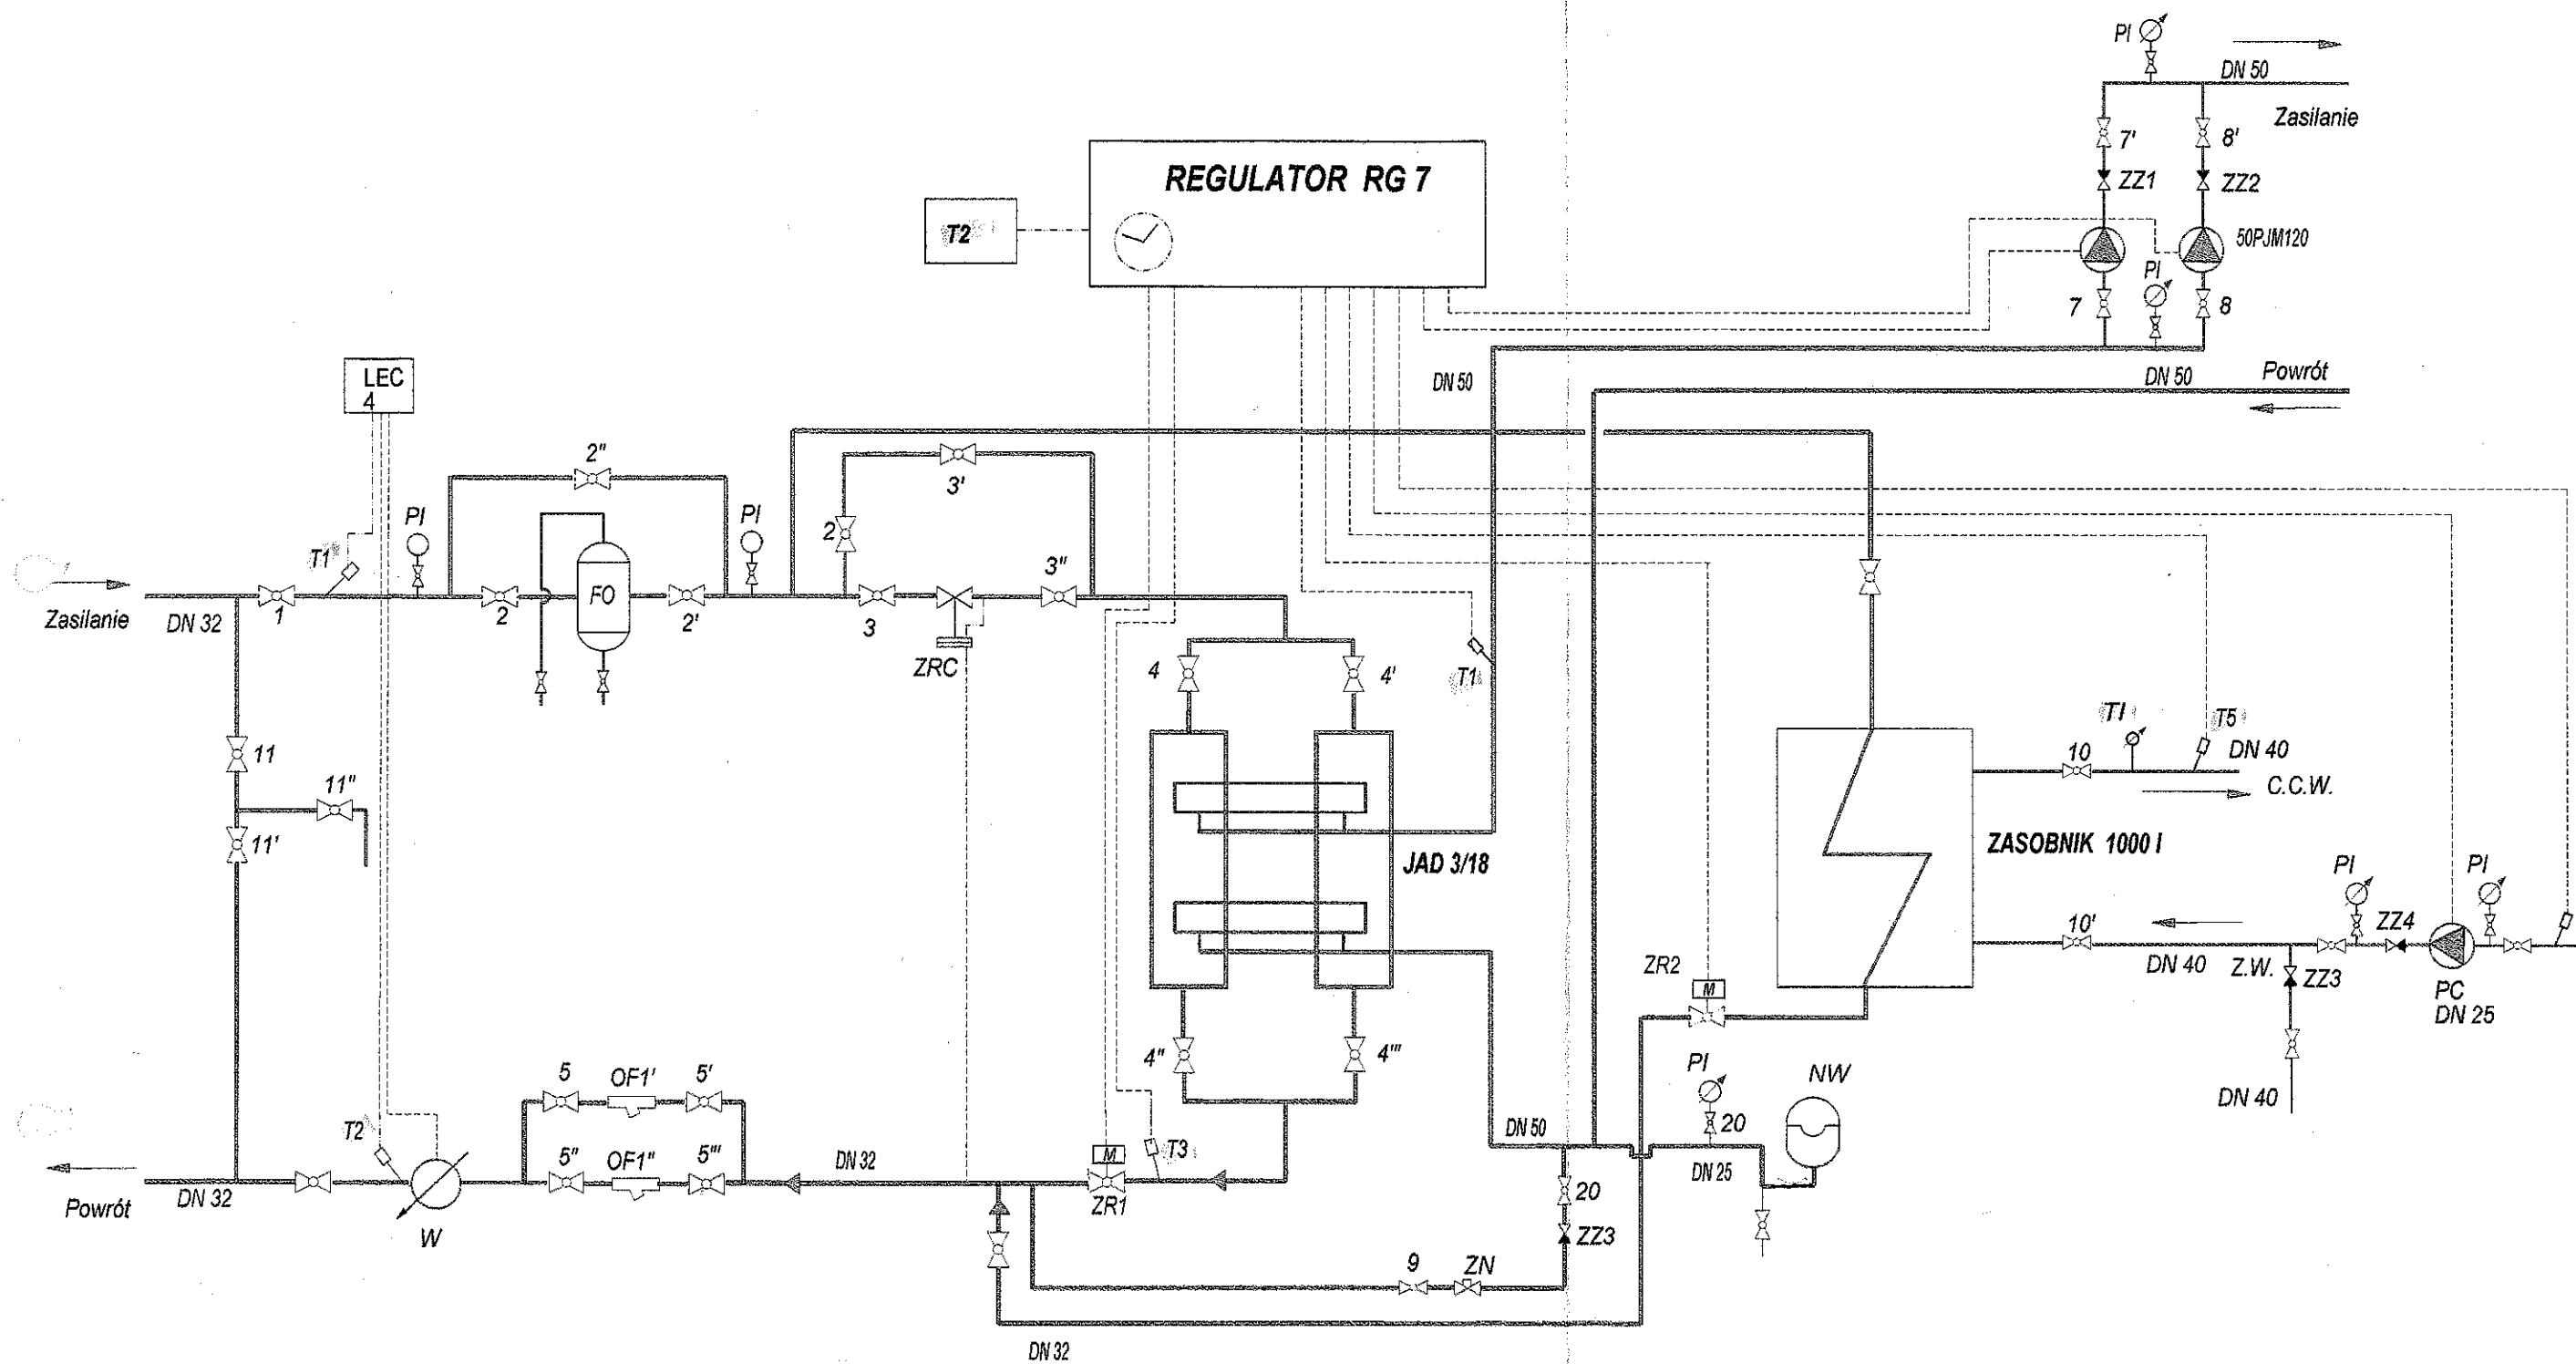 PI
DN 50
Zasilanie
7'
8'
REGULATOR RG 7
ZZ1
ZZ2
T2
50PJM120
PI
7
8
DN 50
DN 50
Powrót
LEC
4
2"
3'
PI
PI
2
T1
3"
FO
Zasilanie
DN 32
1
2
2'
3
ZRC
4
4'
T1
TI
T5
11
10
DN 40
11"
C.C.W.
11'
ZASOBNIK 1000 l
JAD 3/18
PI
PI
10'
ZZ4
ZR2
M
DN 40
Z.W.
ZZ3
PC
DN 25
4"
4"'
PI
NW
5
OF1'
5'
DN 40
T2
DN 50
20
5"
OF1"
5"'
DN 32
M
T3
DN 25
DN 32
ZR1
20
Powrót
W
ZZ3
9
ZN
DN 32